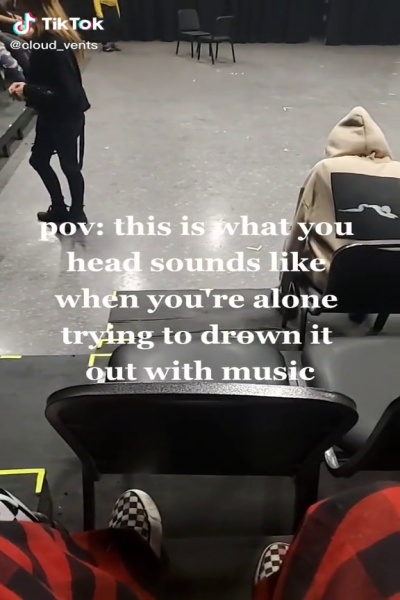 TikTok
@cloud_vents
pov: this is what you
head sounds like
when you're alone
trying to drown it
out with music